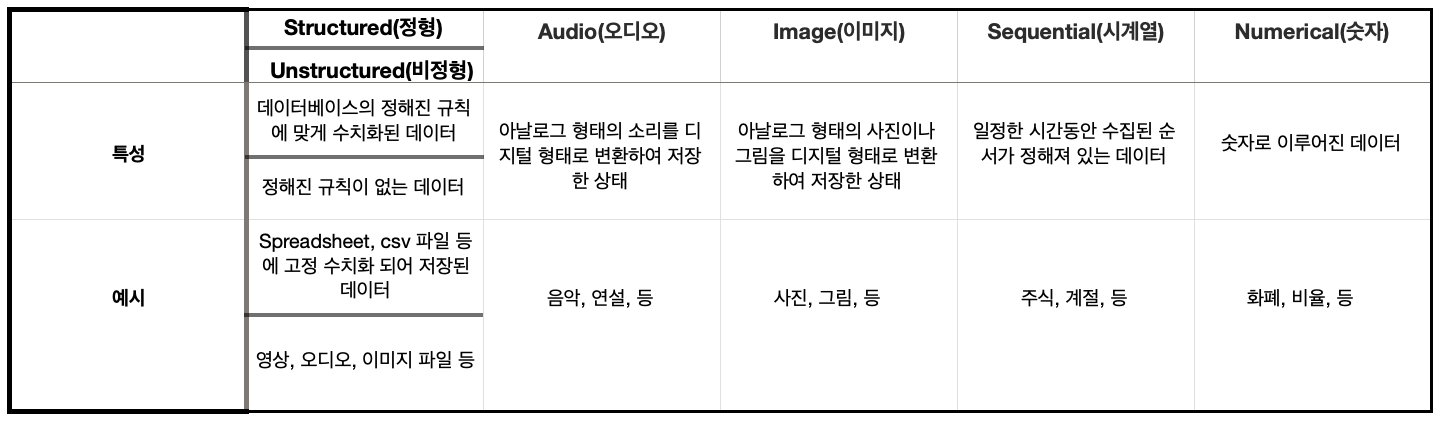 Structured(정형)
Unstructured(비정형)
Audio(오디오)
Image(이미지)
Sequential(시계열)
Numerical(숫자)
특성
데이터베이스의 정해진 규칙
에 맞게 수치화된 데이터
정해진 규칙이 없는 데이터
아날로그 형태의 소리를 디
지털 형태로 변환하여 저장
한 상태
아날로그 형태의 사진이나
그림을 디지털 형태로 변환
하여 저장한 상태
일정한 시간동안 수집된 순
서가 정해져 있는 데이터
숫자로 이루어진 데이터
예시
Spreadsheet, csv 파일 등
에 고정 수치화 되어 저장된
데이터
영상, 오디오, 이미지 파일 등
음악, 연설, 등
사진, 그림, 등
주식, 계절, 등
화폐, 비율, 등